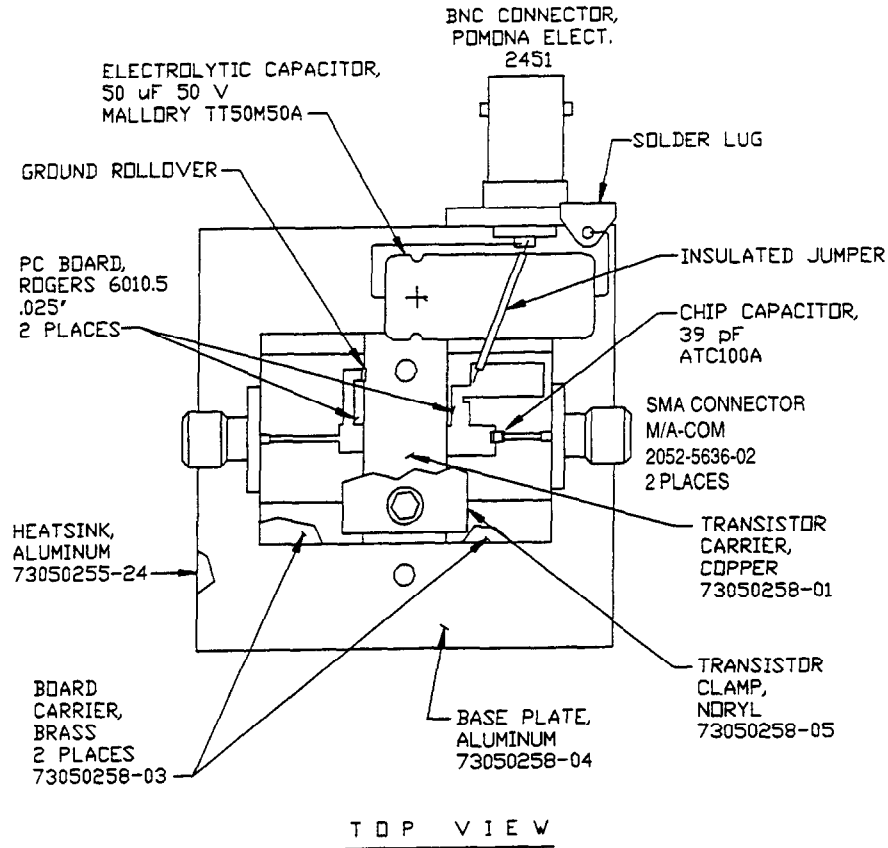 BNC CONNECTOR,
POMONA ELECT.
2451
ELECTROLYTIC CAPACITOR,
50 uF 50 V
MALLORY TT50M50A
SOLDER LUG
GROUND ROLLOVER
INSULATED JUMPER
PC BOARD,
ROGERS 6010.5
.025"
2 PLACES
CHIP CAPACITOR,
39 pF
ATC100A
SMA CONNECTOR
M/A-COM
2052-5636-02
2 PLACES
HEATSINK,
ALUMINUM
73050255-24
TRANSISTOR
CARRIER,
COPPER
73050258-01
BOARD
CARRIER,
BRASS
2 PLACES
73050258-03
BASE PLATE,
ALUMINUM
73050258-04
TRANSISTOR
CLAMP,
NORYL
73050258-05
TOP VIEW